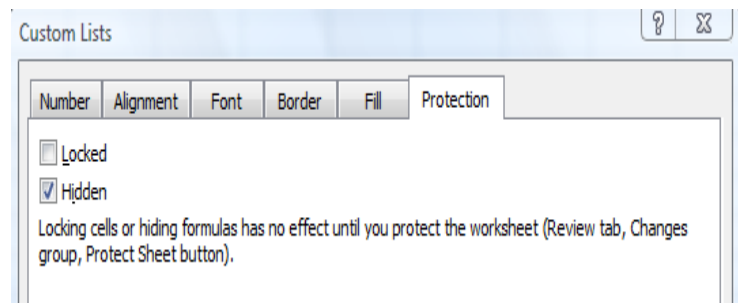 Custom Lists
Number Alignment Font Border Fill Protection
Locked
Hidden
Locking cells or hiding formulas has no effect until you protect the worksheet (Review tab, Changes
group, Protect Sheet button).